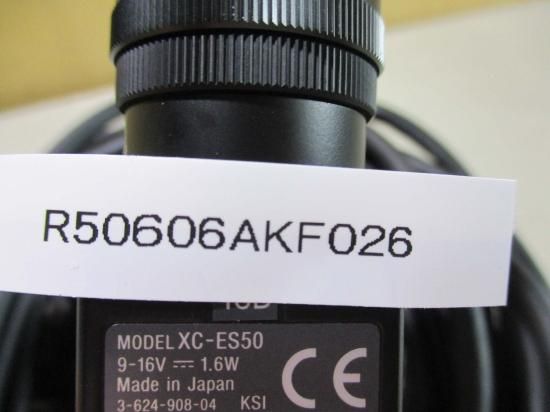 R50606AKF026
MODEL XC-ES50
9-16V ⎓ 1.6W
Made in Japan
3-624-908-04 KSI
CE